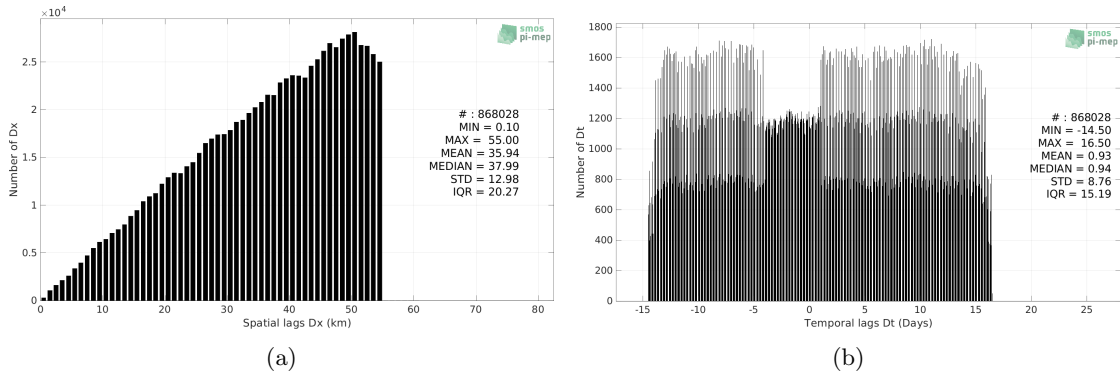 ×10⁴
2.5
2
1.5
1
0.5
0
0
10
20
30
40
50
60
70
80
Number of Dx
Spatial lags Dx (km)
smos
pi-mep
# : 868028
MIN = 0.10
MAX = 55.00
MEAN = 35.94
MEDIAN = 37.99
STD = 12.98
IQR = 20.27
(a)
1800
1600
1400
1200
1000
800
600
400
200
0
-15
-10
-5
0
5
10
15
20
25
Number of Dt
Temporal lags Dt (Days)
smos
pi-mep
# : 868028
MIN = -14.50
MAX = 16.50
MEAN = 0.93
MEDIAN = 0.94
STD = 8.76
IQR = 15.19
(b)